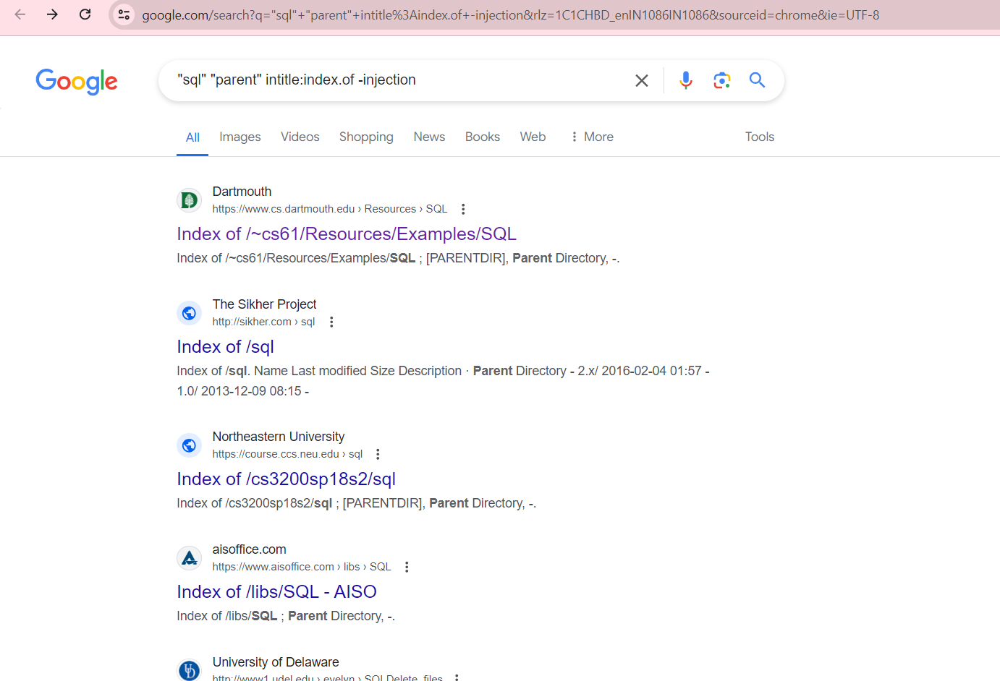 google.com/search?q="sql"+"parent"+intitle%3Aindex.of+-injection&rlz=1C1CHBD_enIN1086IN1086&sourceid=chrome&ie=UTF-8
Google
"sql" "parent" intitle:index.of -injection
All Images Videos Shopping News Books Web More Tools
Dartmouth
https://www.cs.dartmouth.edu › Resources › SQL
Index of /~cs61/Resources/Examples/SQL
Index of /~cs61/Resources/Examples/SQL ; [PARENTDIR], Parent Directory, -.
The Sikher Project
http://sikher.com › sql
Index of /sql
Index of /sql. Name Last modified Size Description · Parent Directory - 2.x/ 2016-02-04 01:57 -
1.0/ 2013-12-09 08:15 -
Northeastern University
https://course.ccs.neu.edu › sql
Index of /cs3200sp18s2/sql
Index of /cs3200sp18s2/sql ; [PARENTDIR], Parent Directory, -.
aisoffice.com
https://www.aisoffice.com › libs › SQL
Index of /libs/SQL - AISO
Index of /libs/SQL ; Parent Directory, -.
University of Delaware
http://www1.udel.edu › evelyn › SQLDelete_files